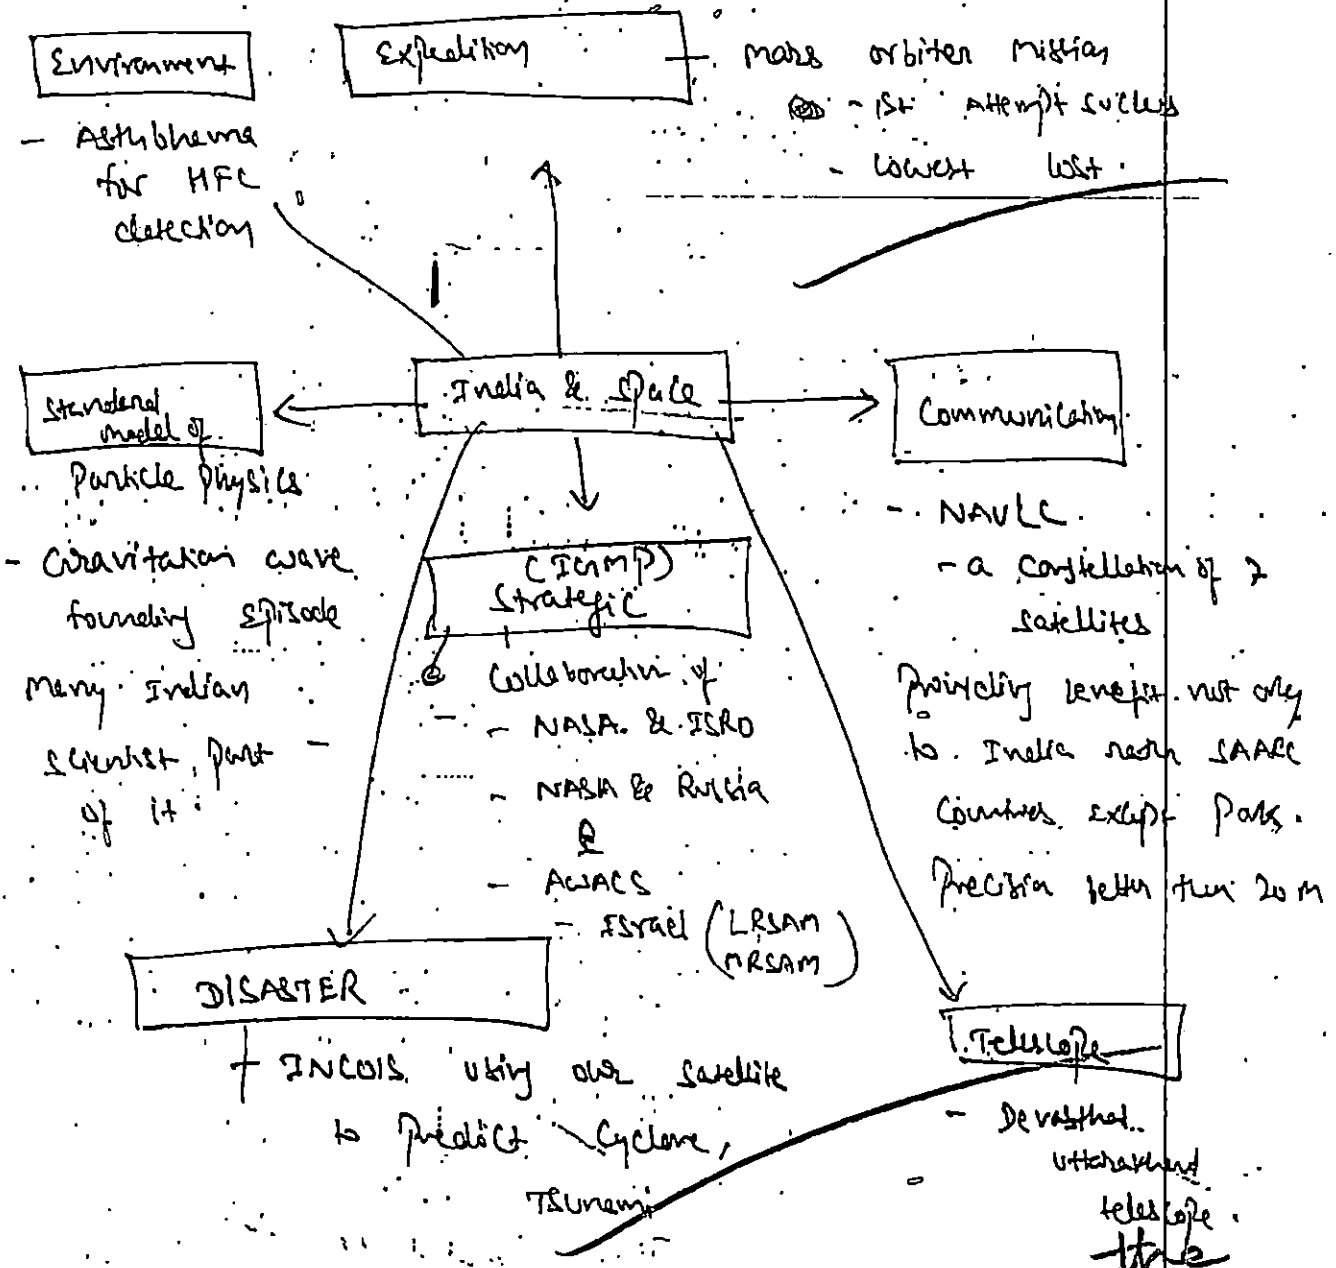 Environment
- Asthibhama
for HFC
detection
Expedition
- Mars orbiter Mission
- 1st Attempt success
- Lowest cost.
India & Space
Standard
model of
Particle Physics
- Gravitation wave
founding episode
Many Indian
scientist part
of it.
(IGMP)
Strategic
Collaboration of
- NASA & ISRO
- NASA & Russia
&
- AWACS
- Israel (LRSAM
MRSAM)
Communication
- NAVIC
- a constellation of 7
satellites
Providing benefit not only
to India SAARC
Countries except Pak.
Precision better than 20 m
DISASTER
- INCOIS using our satellite
to predict Cyclone,
Tsunami
Telescope
- Devasthal
Uttarakhand
telescope.